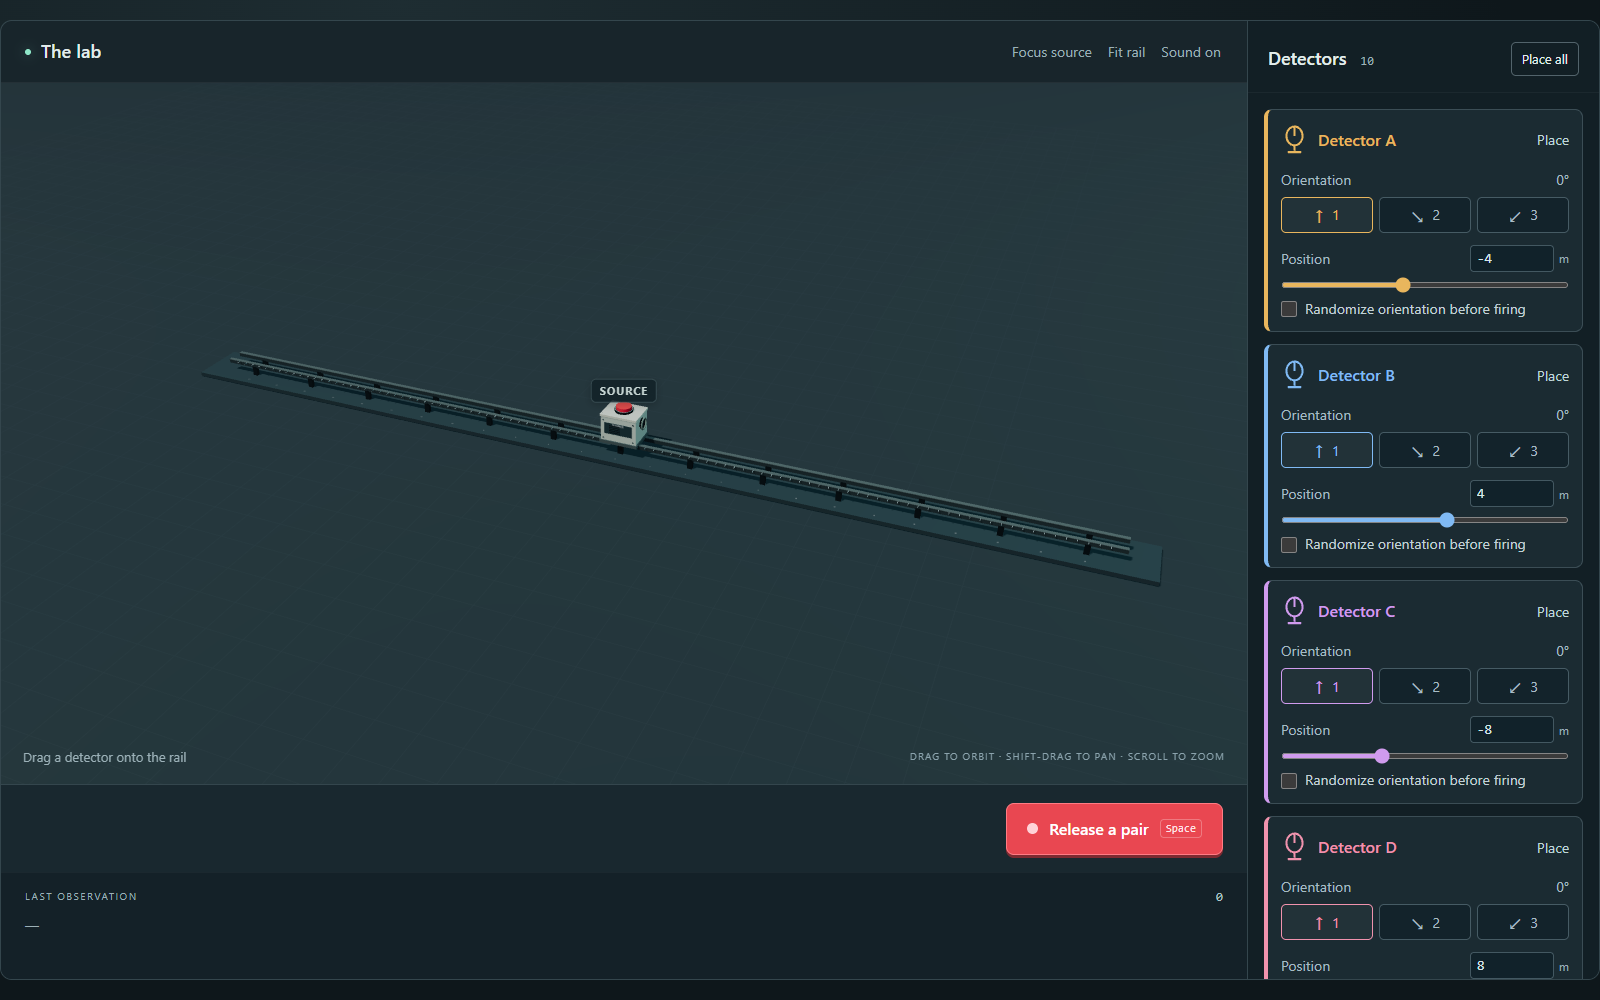 The lab
Focus source
Fit rail
Sound on
SOURCE
Drag a detector onto the rail
DRAG TO ORBIT · SHIFT-DRAG TO PAN · SCROLL TO ZOOM
Release a pair
Space
LAST OBSERVATION
0
—
Detectors 10
Place all
Detector A
Place
Orientation
0°
↑ 1
↘ 2
↙ 3
Position
-4 m
Randomize orientation before firing
Detector B
Place
Orientation
0°
↑ 1
↘ 2
↙ 3
Position
4 m
Randomize orientation before firing
Detector C
Place
Orientation
0°
↑ 1
↘ 2
↙ 3
Position
-8 m
Randomize orientation before firing
Detector D
Place
Orientation
0°
↑ 1
↘ 2
↙ 3
Position
8 m